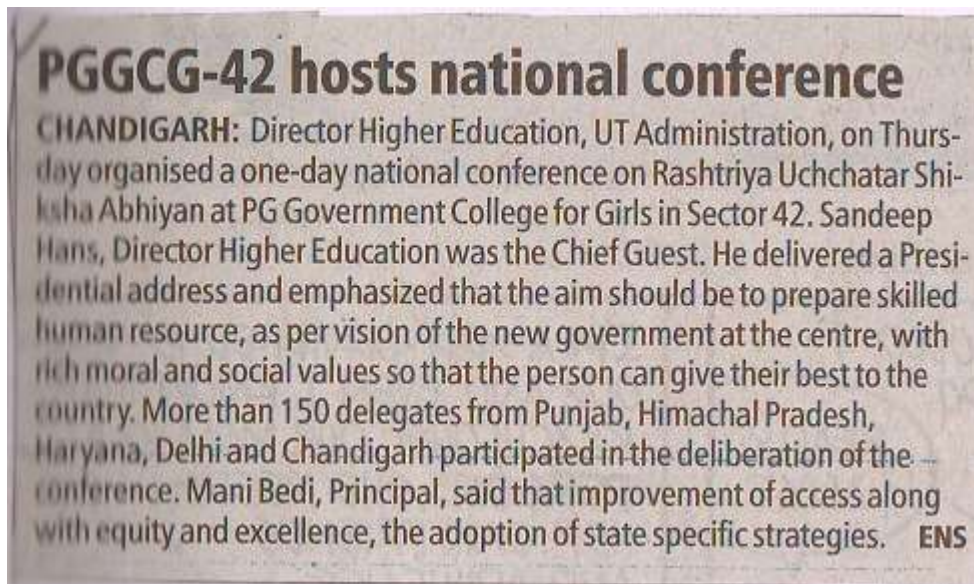 PGGCG-42 hosts national conference
CHANDIGARH: Director Higher Education, UT Administration, on Thurs-
day organised a one-day national conference on Rashtriya Uchchatar Shi-
ksha Abhiyan at PG Government College for Girls in Sector 42. Sandeep
Hans, Director Higher Education was the Chief Guest. He delivered a Presi-
dential address and emphasized that the aim should be to prepare skilled
human resource, as per vision of the new government at the centre, with
rich moral and social values so that the person can give their best to the
country. More than 150 delegates from Punjab, Himachal Pradesh,
Haryana, Delhi and Chandigarh participated in the deliberation of the
conference. Mani Bedi, Principal, said that improvement of access along
with equity and excellence, the adoption of state specific strategies. ENS